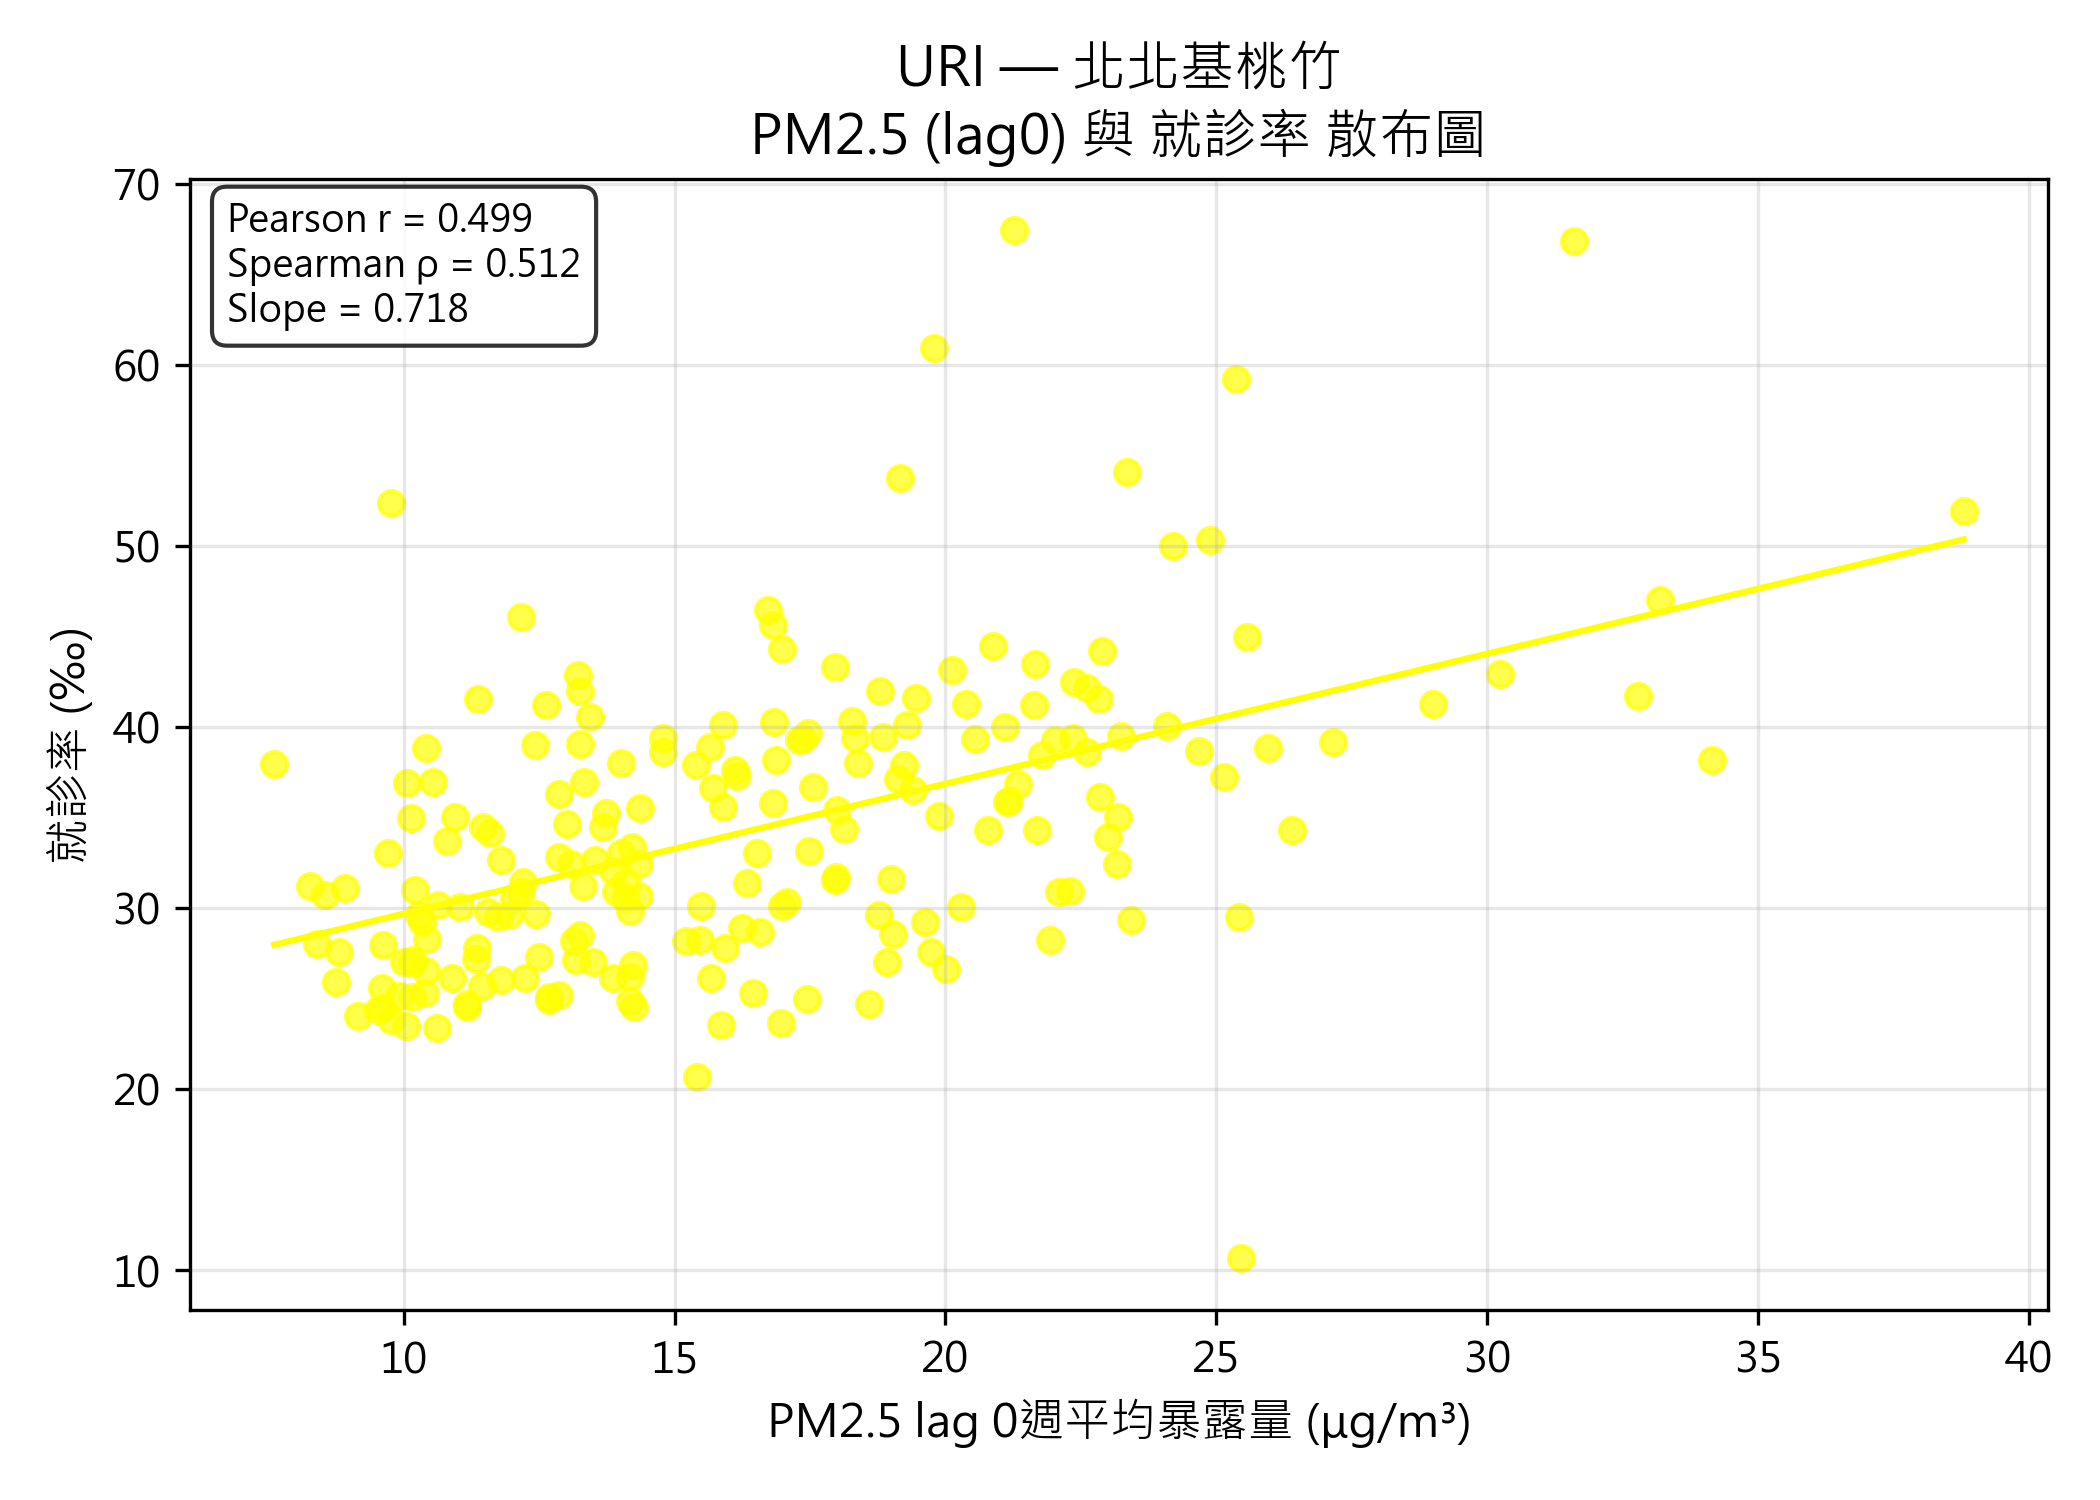 URI — 北北基桃竹
PM2.5 (lag0) 與 就診率 散布圖
Pearson r = 0.499
Spearman ρ = 0.512
Slope = 0.718
就診率 (‰)
70
60
50
40
30
20
10
10
15
20
25
30
35
40
PM2.5 lag 0週平均暴露量 (μg/m³)